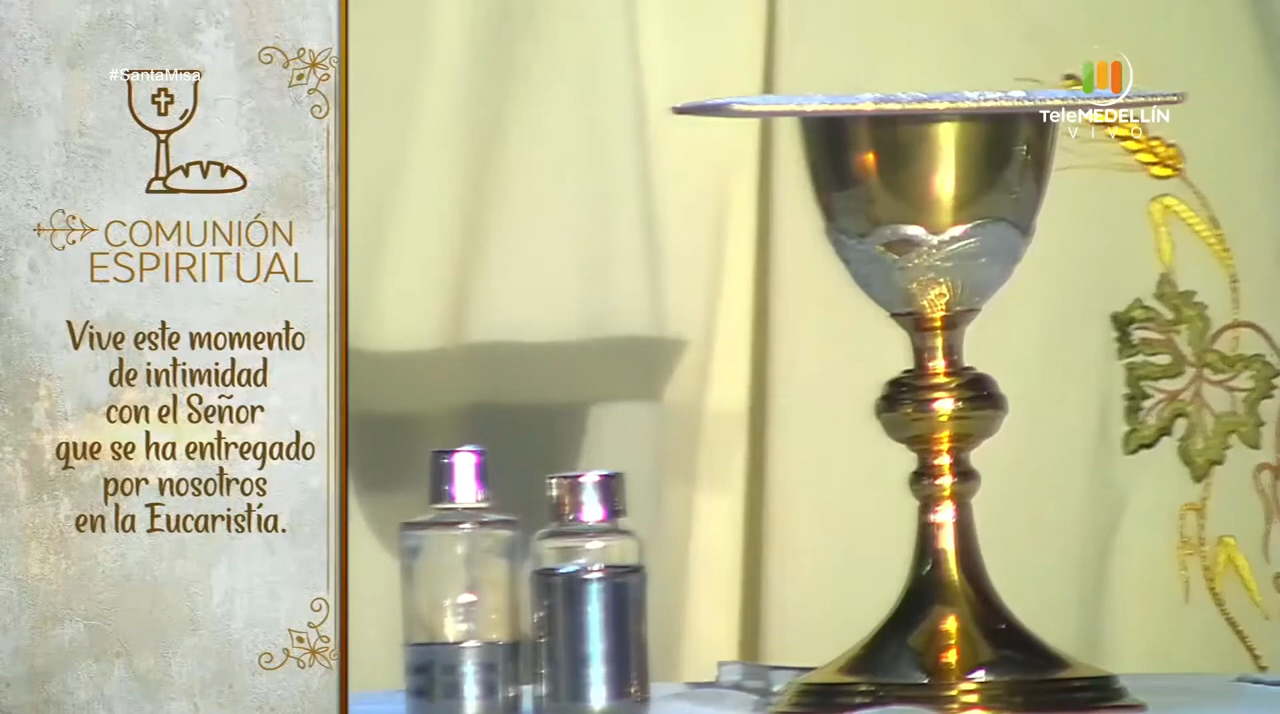 #SantaMisa
COMUNIÓN
ESPIRITUAL
Vive este momento
de intimidad
con el Señor
que se ha entregado
por nosotros
en la Eucaristía.
TeleMEDELLÍN
VIVO